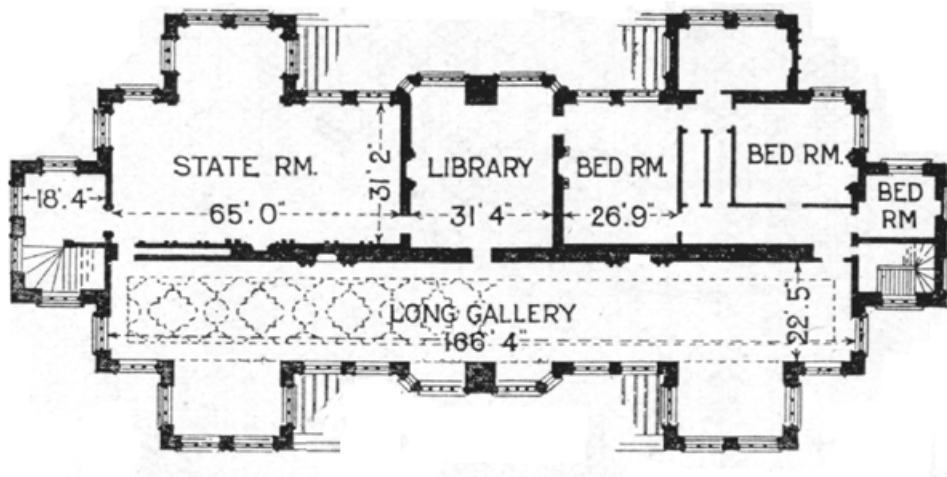 STATE RM.
65'.0"
31'.2"
18'.4"
LIBRARY
31'4"
BED RM.
26'.9"
BED RM.
BED
RM
LONG GALLERY
166'.4"
22'.5"